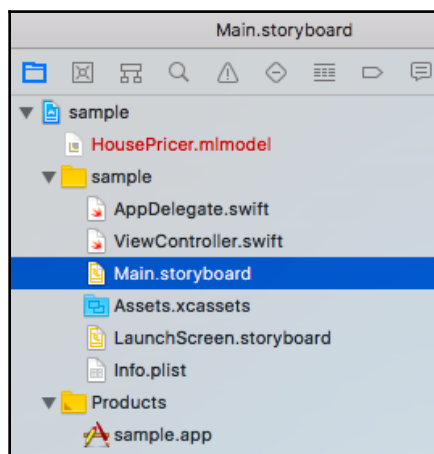 Main.storyboard
sample
HousePricer.mlmodel
sample
AppDelegate.swift
ViewController.swift
Main.storyboard
Assets.xcassets
LaunchScreen.storyboard
Info.plist
Products
sample.app